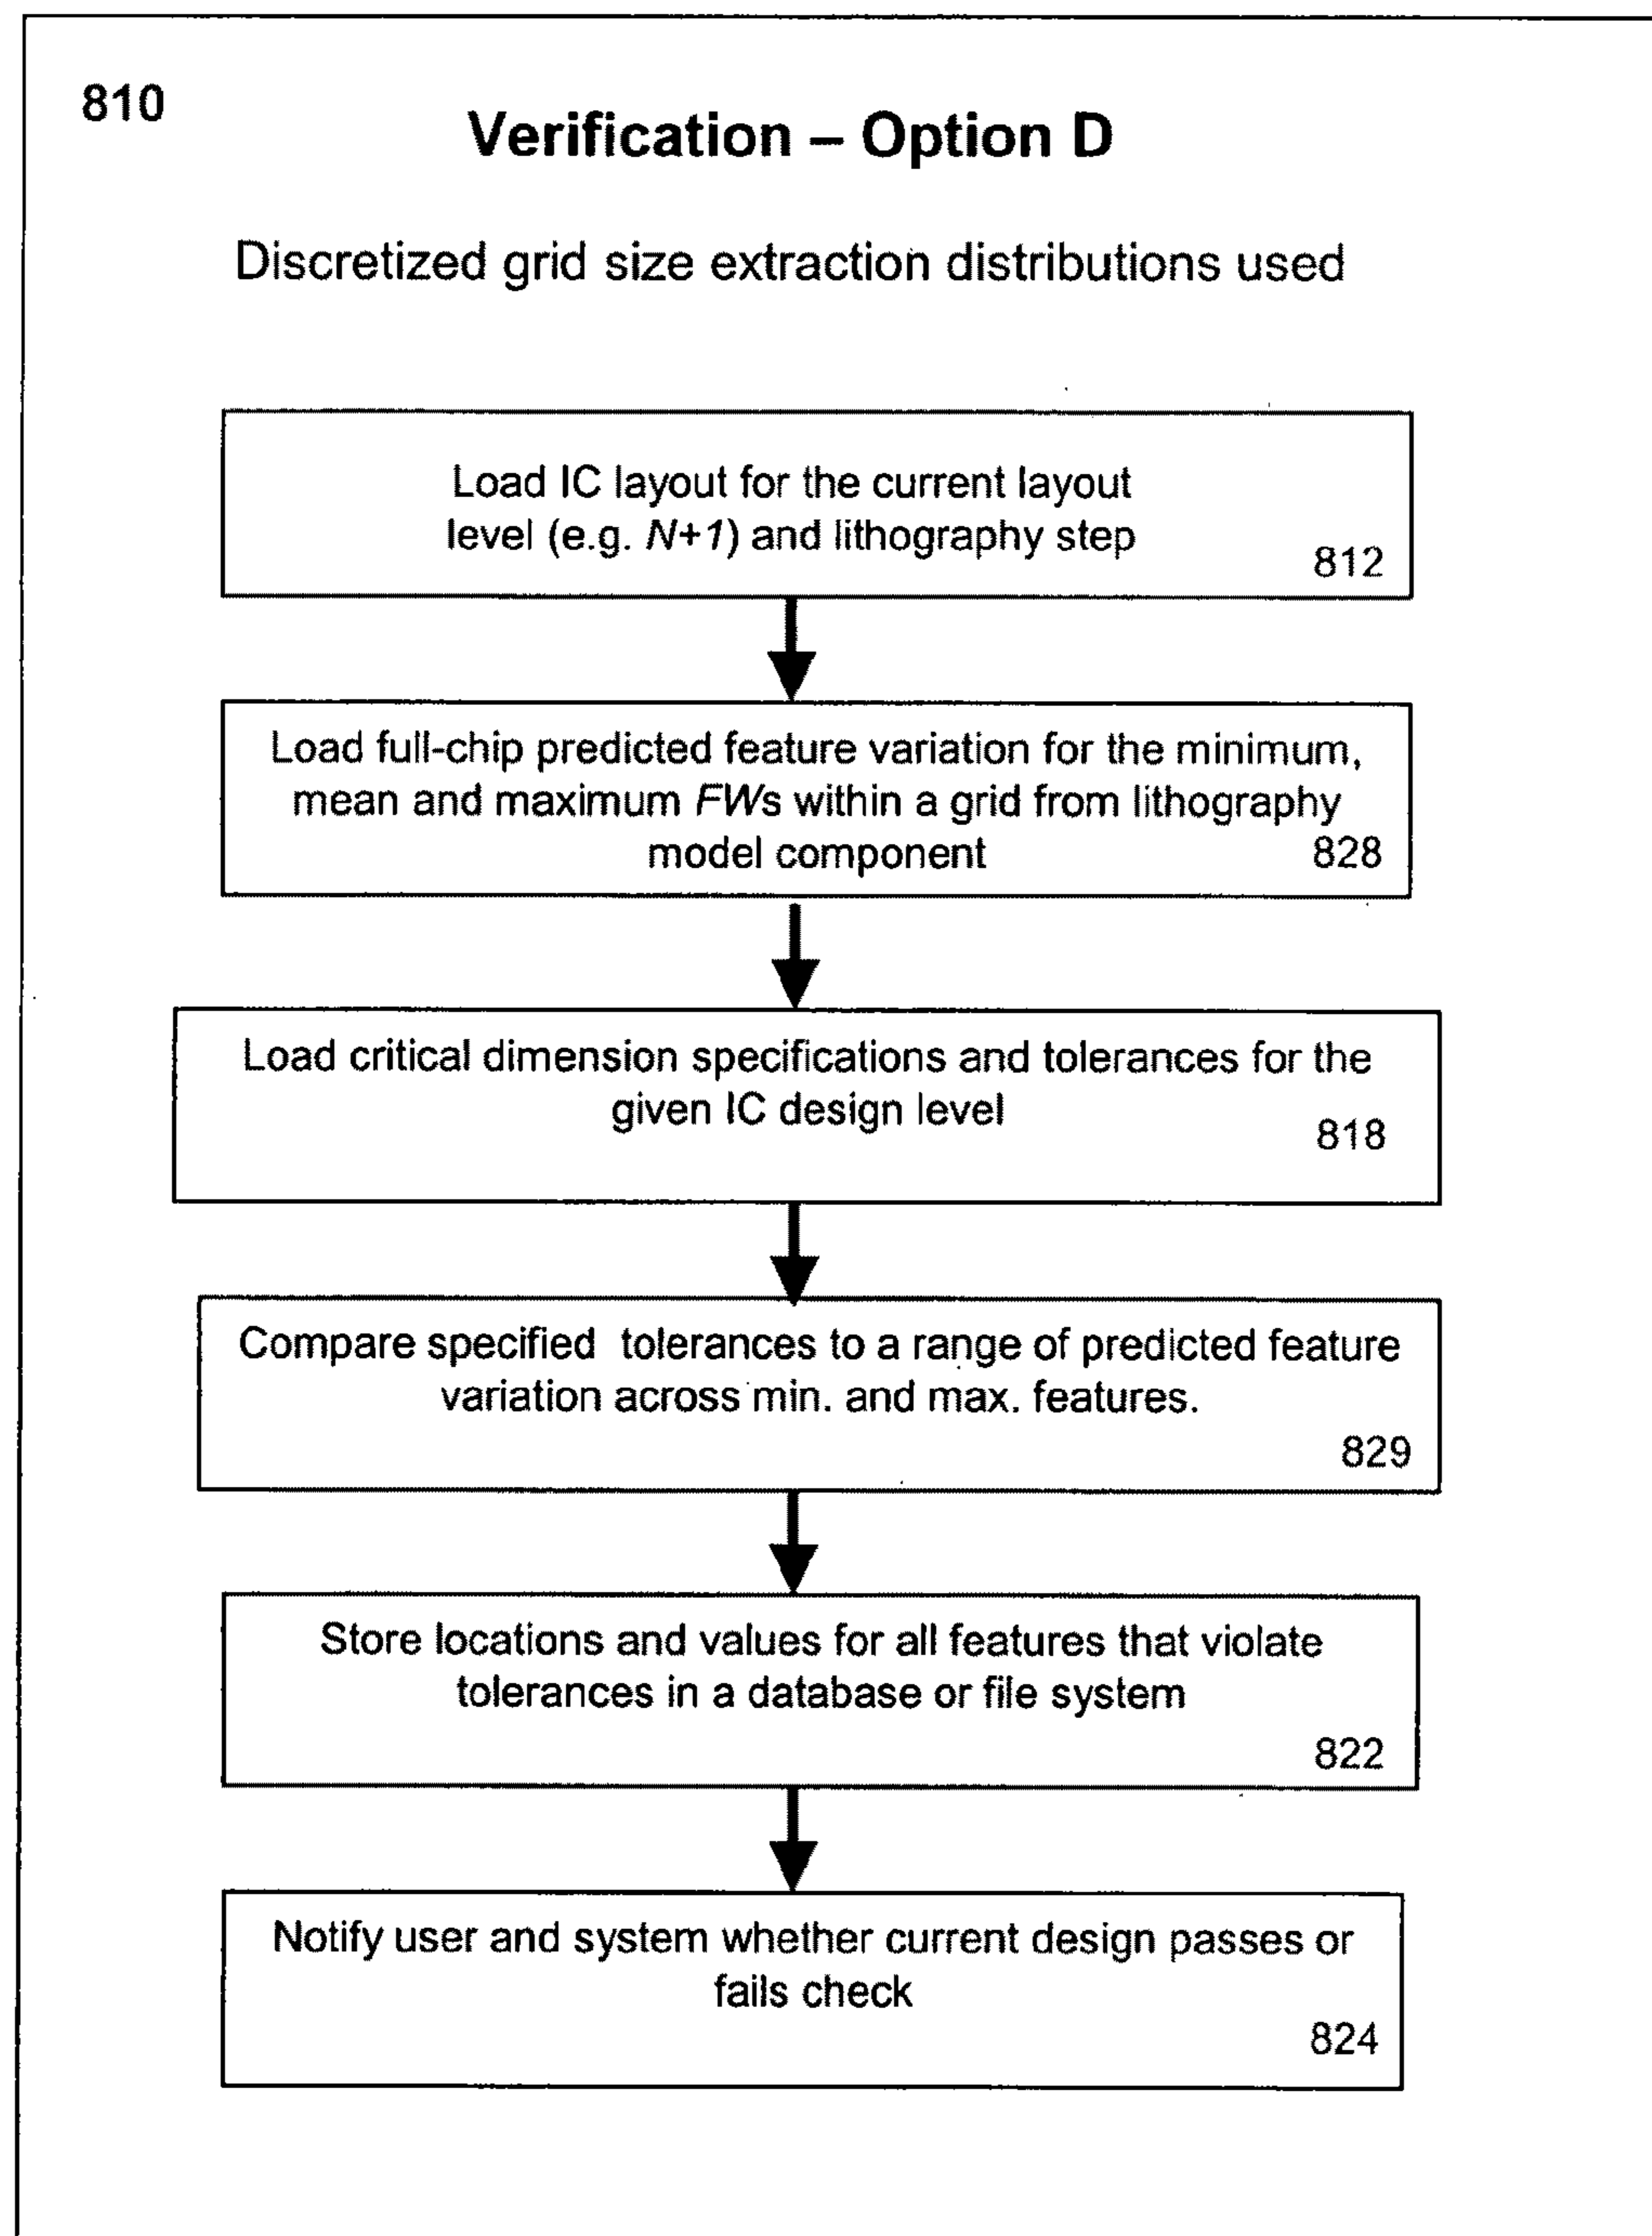 810
Verification – Option D
Discretized grid size extraction distributions used
Load IC layout for the current layout
level (e.g. N+1) and lithography step
812
Load full-chip predicted feature variation for the minimum,
mean and maximum FWs within a grid from lithography
model component
828
Load critical dimension specifications and tolerances for the
given IC design level
818
Compare specified tolerances to a range of predicted feature
variation across min. and max. features.
829
Store locations and values for all features that violate
tolerances in a database or file system
822
Notify user and system whether current design passes or
fails check
824